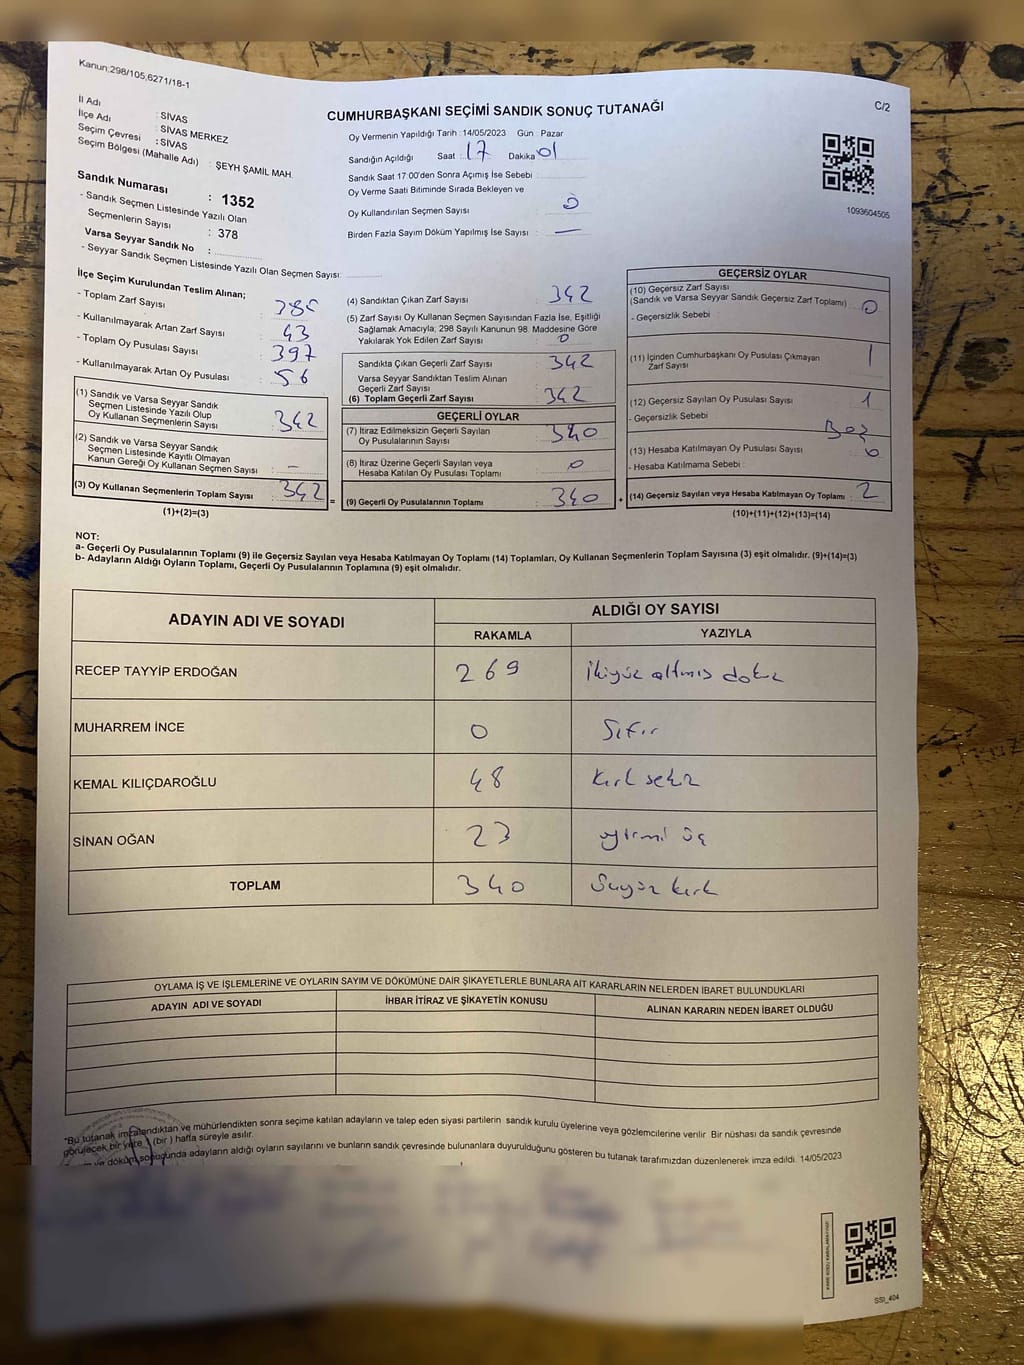 Kanun:298/105,6271/18-1
C/2
CUMHURBAŞKANI SEÇİMİ SANDIK SONUÇ TUTANAĞI
İl Adı : SİVAS
İlçe Adı : SİVAS MERKEZ
Seçim Çevresi : SİVAS
Seçim Bölgesi (Mahalle Adı) : ŞEYH ŞAMİL MAH.
Sandık Numarası : 1352
- Sandık Seçmen Listesinde Yazılı Olan
Seçmenlerin Sayısı : 378
Varsa Seyyar Sandık No :
- Seyyar Sandık Seçmen Listesinde Yazılı Olan Seçmen Sayısı:
Oy Vermenin Yapıldığı Tarih : 14/05/2023 Gün : Pazar
Sandığın Açıldığı Saat : 17 Dakika : 01
Sandık Saat 17:00'den Sonra Açımış İse Sebebi :
Oy Verme Saati Bitiminde Sırada Bekleyen ve
Oy Kullandırılan Seçmen Sayısı : 0
Birden Fazla Sayım Döküm Yapılmış İse Sayısı : —
1093604505
İlçe Seçim Kurulundan Teslim Alınan;
- Toplam Zarf Sayısı : 385
- Kullanılmayarak Artan Zarf Sayısı : 43
- Toplam Oy Pusulası Sayısı : 397
- Kullanılmayarak Artan Oy Pusulası : 56
(1) Sandık ve Varsa Seyyar Sandık
Seçmen Listesinde Yazılı Olup
Oy Kullanan Seçmenlerin Sayısı : 342
(2) Sandık ve Varsa Seyyar Sandık
Seçmen Listesinde Kayıtlı Olmayan
Kanun Gereği Oy Kullanan Seçmen Sayısı : –
(3) Oy Kullanan Seçmenlerin Toplam Sayısı : 342
(1)+(2)=(3)
(4) Sandıktan Çıkan Zarf Sayısı : 342
(5) Zarf Sayısı Oy Kullanan Seçmen Sayısından Fazla İse, Eşitliği
Sağlamak Amacıyla, 298 Sayılı Kanunun 98. Maddesine Göre
Yakılarak Yok Edilen Zarf Sayısı : 0
Sandıkta Çıkan Geçerli Zarf Sayısı : 342
Varsa Seyyar Sandıktan Teslim Alınan
Geçerli Zarf Sayısı
(6) Toplam Geçerli Zarf Sayısı : 342
GEÇERLİ OYLAR
(7) İtiraz Edilmeksizin Geçerli Sayılan
Oy Pusulalarının Sayısı : 340
(8) İtiraz Üzerine Geçerli Sayılan veya
Hesaba Katılan Oy Pusulası Toplamı : 0
= (9) Geçerli Oy Pusulalarının Toplamı : 340 +
GEÇERSİZ OYLAR
(10) Geçersiz Zarf Sayısı
(Sandık ve Varsa Seyyar Sandık Geçersiz Zarf Toplamı) : 0
- Geçersizlik Sebebi :
(11) İçinden Cumhurbaşkanı Oy Pusulası Çıkmayan
Zarf Sayısı : 1
(12) Geçersiz Sayılan Oy Pusulası Sayısı : 1
- Geçersizlik Sebebi :
(13) Hesaba Katılmayan Oy Pusulası Sayısı : 0
- Hesaba Katılmama Sebebi :
(14) Geçersiz Sayılan veya Hesaba Katılmayan Oy Toplamı : 2
(10)+(11)+(12)+(13)=(14)
NOT:
a- Geçerli Oy Pusulalarının Toplamı (9) ile Geçersiz Sayılan veya Hesaba Katılmayan Oy Toplamı (14) Toplamları, Oy Kullanan Seçmenlerin Toplam Sayısına (3) eşit olmalıdır. (9)+(14)=(3)
b- Adayların Aldığı Oyların Toplamı, Geçerli Oy Pusulalarının Toplamına (9) eşit olmalıdır.
ADAYIN ADI VE SOYADI ALDIĞI OY SAYISI
RAKAMLA YAZIYLA
RECEP TAYYİP ERDOĞAN 269 ikiyüz altmış dokuz
MUHARREM İNCE 0 Sıfır
KEMAL KILIÇDAROĞLU 48 Kırk sekiz
SİNAN OĞAN 23 yirmi üç
TOPLAM 340 üçyüz kırk
OYLAMA İŞ VE İŞLEMLERİNE VE OYLARIN SAYIM VE DÖKÜMÜNE DAİR ŞİKAYETLERLE BUNLARA AİT KARARLARIN NELERDEN İBARET BULUNDUKLARI
ADAYIN ADI VE SOYADI İHBAR İTİRAZ VE ŞİKAYETİN KONUSU ALINAN KARARIN NEDEN İBARET OLDUĞU
"Bu tutanak imzalandıktan ve mühürlendikten sonra seçime katılan adayların ve talep eden siyasi partilerin sandık kurulu üyelerine veya gözlemcilerine verilir. Bir nüshası da sandık çevresinde
görülecek bir yere 1 (bir) hafta süreyle asılır.
ve döküm sonucunda adayların aldığı oyların sayılarını ve bunların sandık çevresinde bulunanlara duyurulduğunu gösteren bu tutanak tarafımızdan düzenlenerek imza edildi. 14/05/2023
SSI_404